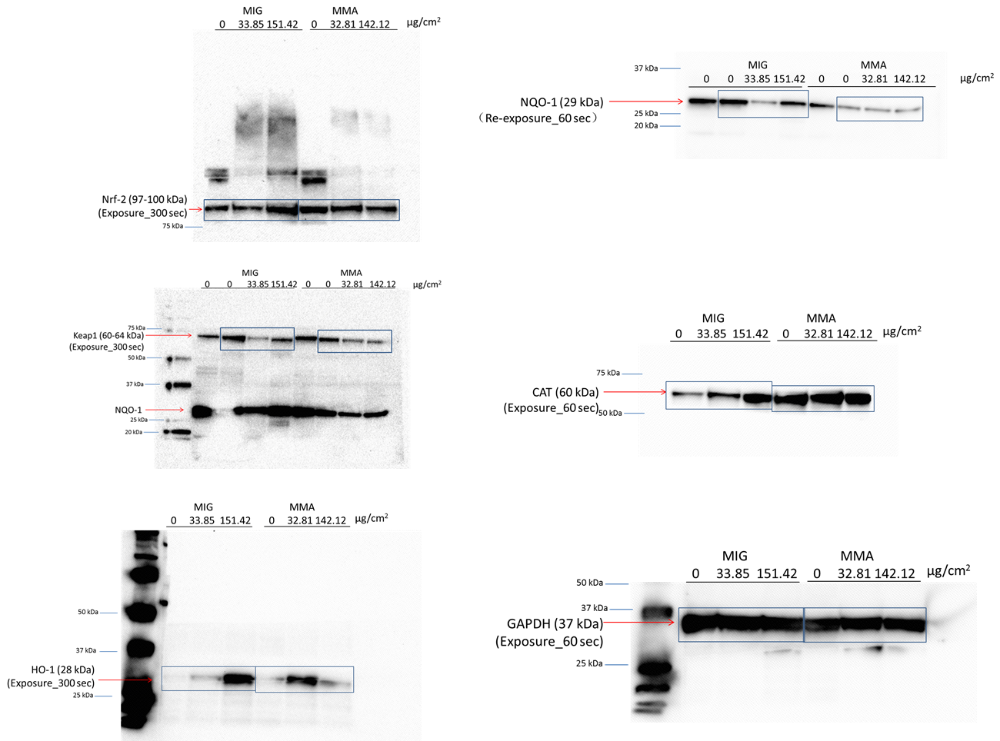 MIG MMA
0 33.85 151.42 0 32.81 142.12 μg/cm2
Nrf-2 (97-100 kDa)
(Exposure_300 sec)
75 kDa
MIG MMA
37 kDa
0 0 33.85 151.42 0 0 32.81 142.12 μg/cm2
NQO-1 (29 kDa)
(Re-exposure_60 sec)
25 kDa
20 kDa
MIG MMA
0 0 33.85 151.42 0 0 32.81 142.12 μg/cm2
75 kDa
Keap1 (60-64 kDa)
(Exposure_300 sec)
50 kDa
37 kDa
NQO-1
25 kDa
20 kDa
MIG MMA
0 33.85 151.42 0 32.81 142.12 μg/cm2
75 kDa
CAT (60 kDa)
(Exposure_60 sec)
50 kDa
MIG MMA
0 33.85 151.42 0 32.81 142.12 μg/cm2
50 kDa
37 kDa
HO-1 (28 kDa)
(Exposure_300 sec)
25 kDa
MIG MMA
0 33.85 151.42 0 32.81 142.12 μg/cm2
50 kDa
37 kDa
GAPDH (37 kDa)
(Exposure_60 sec)
25 kDa